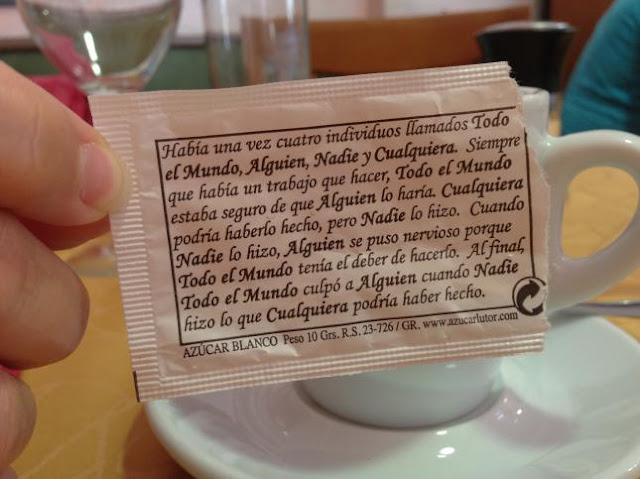 Había una vez cuatro individuos llamados Todo
el Mundo, Alguien, Nadie y Cualquiera. Siempre
que había un trabajo que hacer, Todo el Mundo
estaba seguro de que Alguien lo haría. Cualquiera
podría haberlo hecho, pero Nadie lo hizo. Cuando
Nadie lo hizo, Alguien se puso nervioso porque
Todo el Mundo tenía el deber de hacerlo. Al final,
Todo el Mundo culpó a Alguien cuando Nadie
hizo lo que Cualquiera podría haber hecho.
AZÚCAR BLANCO Peso 10 Grs. R.S. 23-726 / GR. www.azucarlutor.com